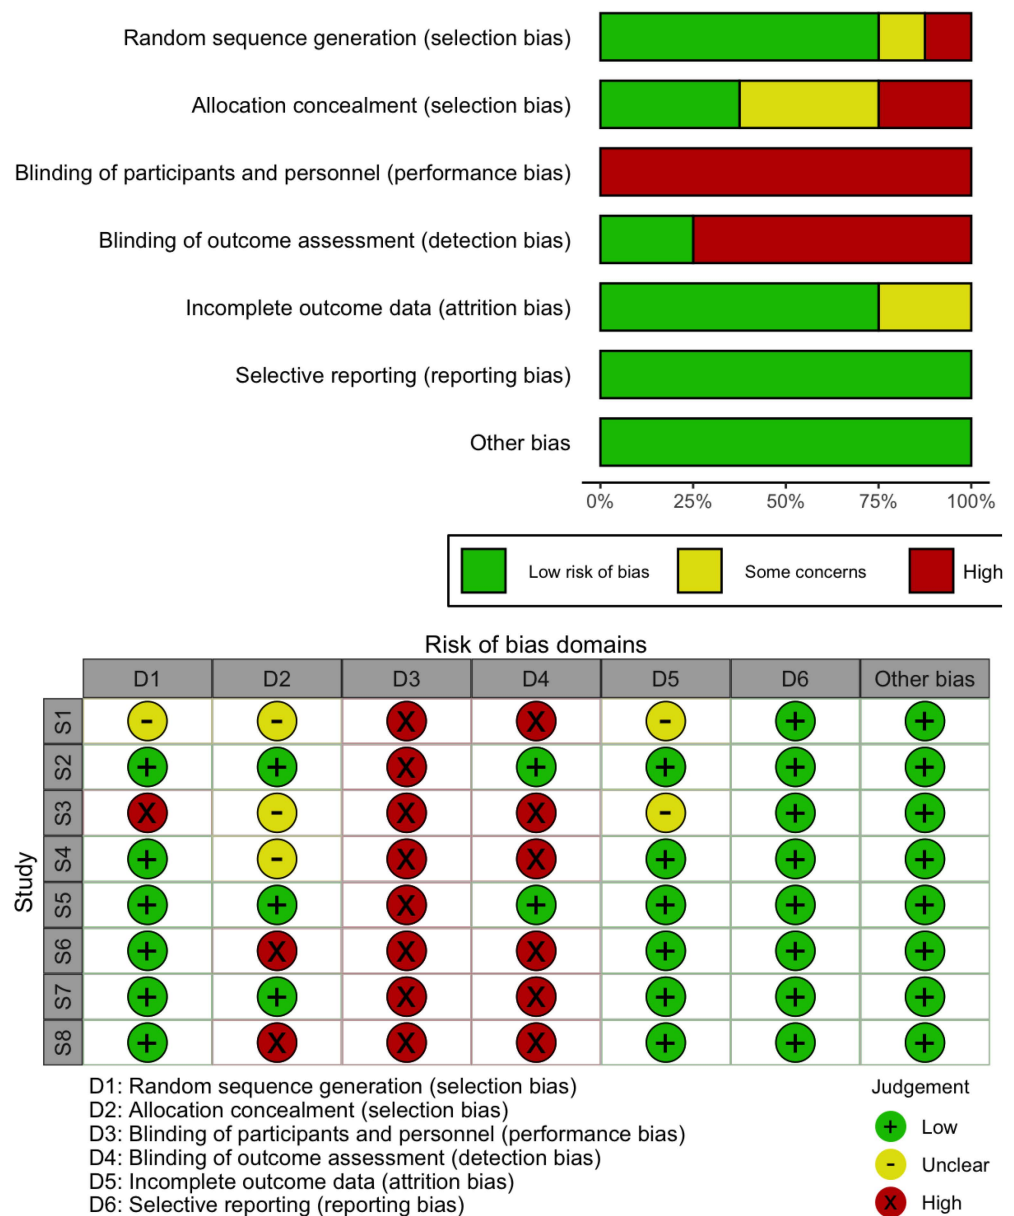 Random sequence generation (selection bias)
Allocation concealment (selection bias)
Blinding of participants and personnel (performance bias)
Blinding of outcome assessment (detection bias)
Incomplete outcome data (attrition bias)
Selective reporting (reporting bias)
Other bias
0% 25% 50% 75% 100%
Low risk of bias Some concerns High
Risk of bias domains
D1 D2 D3 D4 D5 D6 Other bias
Study
S1 - - X X - + +
S2 + + X + + + +
S3 X - X X - + +
S4 + - X X + + +
S5 + + X + + + +
S6 + X X X + + +
S7 + + X X + + +
S8 + X X X + + +
D1: Random sequence generation (selection bias)
D2: Allocation concealment (selection bias)
D3: Blinding of participants and personnel (performance bias)
D4: Blinding of outcome assessment (detection bias)
D5: Incomplete outcome data (attrition bias)
D6: Selective reporting (reporting bias)
Judgement
+ Low
- Unclear
X High